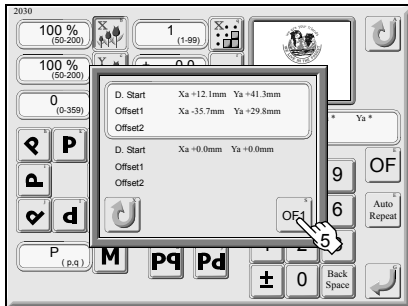 2030
100 %
(50-200)
X
1
(1-99)
X
100 %
(50-200)
0
(0-359)
D. Start Xa +12.1mm Ya +41.3mm
Offset1 Xa -35.7mm Ya +29.8mm
Offset2
D. Start Xa +0.0mm Ya +0.0mm
Offset1
Offset2
OF1
5
* Ya *
P P
P
P d
P
(p,q)
M
Pq
Pd
9
OF
6
Auto
Repeat
±
0
Back
Space